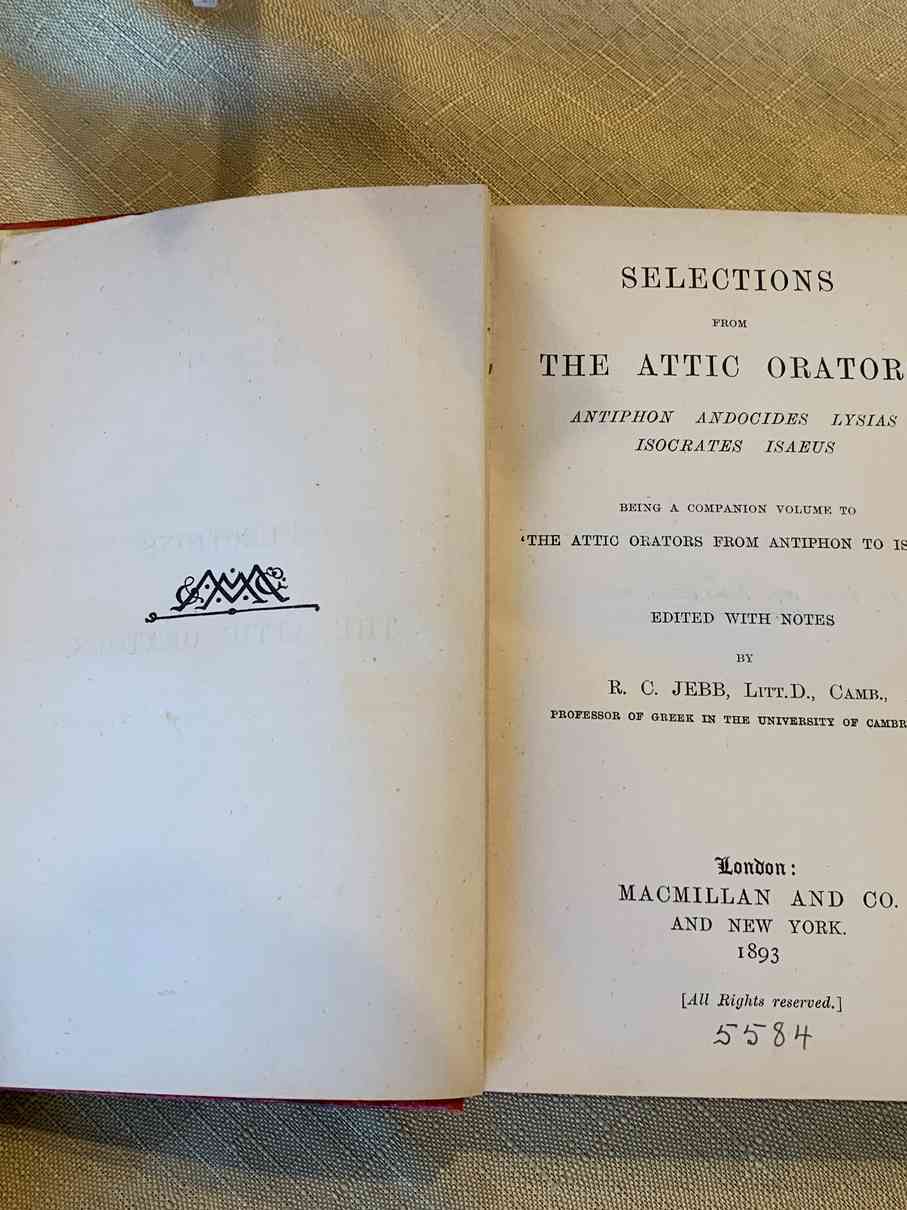 SELECTIONS
FROM
THE ATTIC ORATOR
ANTIPHON ANDOCIDES LYSIAS
ISOCRATES ISAEUS
BEING A COMPANION VOLUME TO
'THE ATTIC ORATORS FROM ANTIPHON TO IS
EDITED WITH NOTES
BY
R. C. JEBB, LITT.D., CAMB.,
PROFESSOR OF GREEK IN THE UNIVERSITY OF CAMBR
London:
MACMILLAN AND CO.
AND NEW YORK.
1893
[All Rights reserved.]
5584